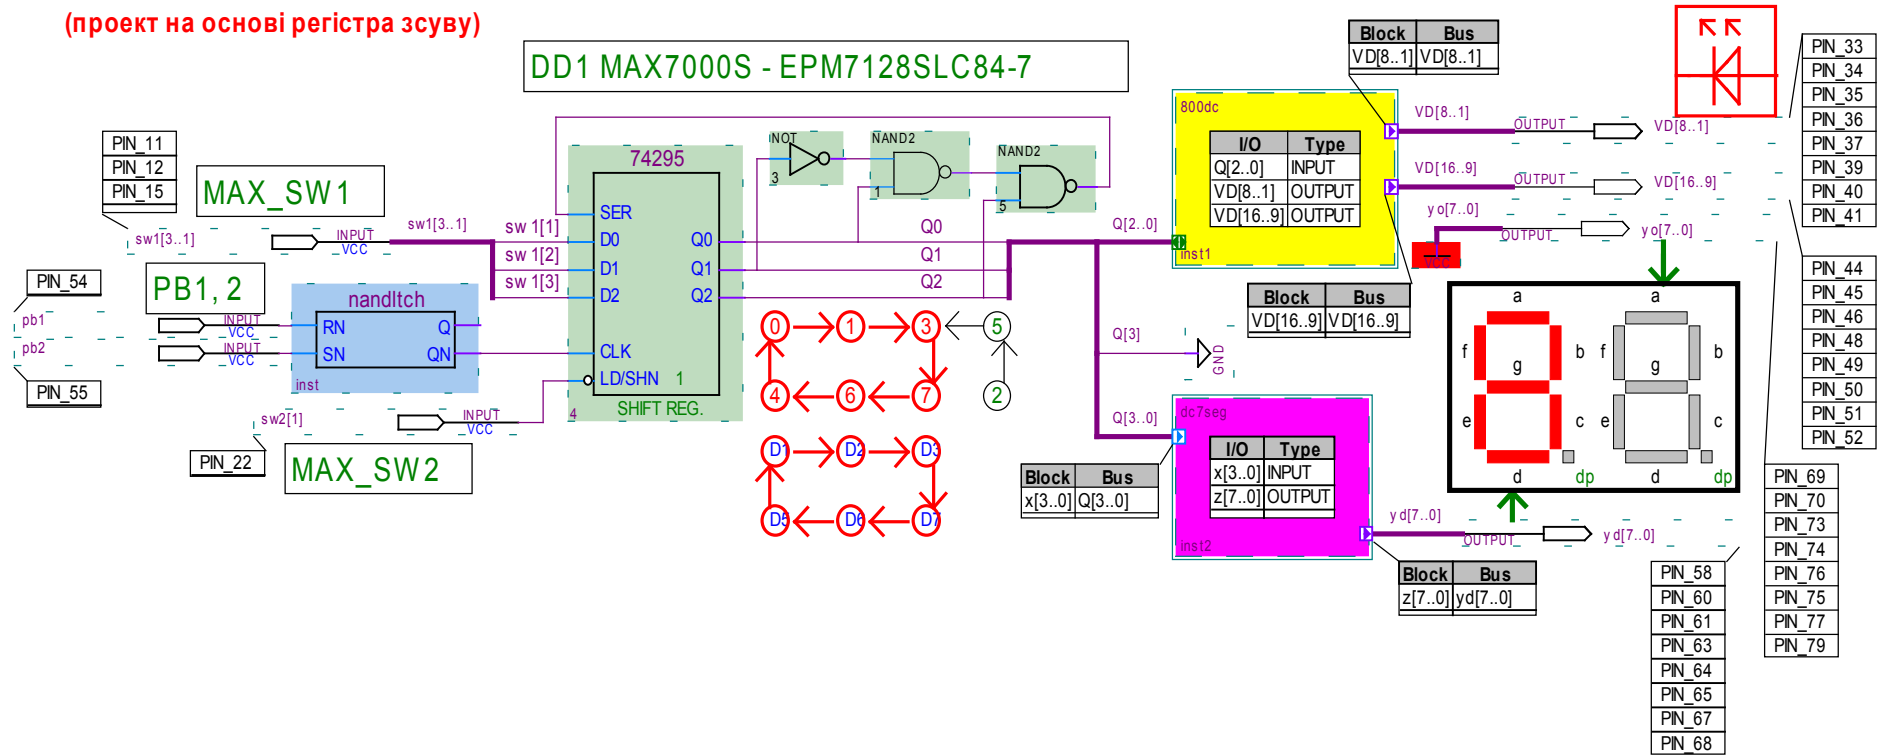 (проект на основі регістра зсуву)
DD1 MAX7000S - EPM7128SLC84-7
PIN_11
PIN_12
PIN_15
MAX_SW1
sw1[3..1]
INPUT
VCC
sw1[3..1]
sw 1[1]
sw 1[2]
sw 1[3]
PIN_54
PB1, 2
pb1
INPUT
VCC
pb2
INPUT
VCC
PIN_55
nandltch
RN
Q
SN
QN
inst
sw2[1]
INPUT
VCC
PIN_22
MAX_SW2
74295
SER
D0
Q0
D1
Q1
D2
Q2
CLK
LD/SHN
1
4
SHIFT REG.
NOT
3
NAND2
1
NAND2
5
Q0
Q1
Q2
0
1
3
5
4
6
7
2
D1
D2
D3
D5
D6
D7
Q[2..0]
Q[3]
GND
Q[3..0]
Block Bus
VD[8..1] VD[8..1]
800dc
I/O Type
Q[2..0] INPUT
VD[8..1] OUTPUT
VD[16..9] OUTPUT
inst1
VD[8..1]
OUTPUT
VD[8..1]
VD[16..9]
OUTPUT
VD[16..9]
yo[7..0]
OUTPUT
yo[7..0]
VCC
Block Bus
VD[16..9] VD[16..9]
Block Bus
x[3..0] Q[3..0]
dc7seg
I/O Type
x[3..0] INPUT
z[7..0] OUTPUT
inst2
yd[7..0]
OUTPUT
yd[7..0]
Block Bus
z[7..0] yd[7..0]
a
f
g
b
e
c
d
dp
a
f
g
b
e
c
d
dp
PIN_33
PIN_34
PIN_35
PIN_36
PIN_37
PIN_39
PIN_40
PIN_41
PIN_44
PIN_45
PIN_46
PIN_48
PIN_49
PIN_50
PIN_51
PIN_52
PIN_69
PIN_70
PIN_73
PIN_74
PIN_76
PIN_75
PIN_77
PIN_79
PIN_58
PIN_60
PIN_61
PIN_63
PIN_64
PIN_65
PIN_67
PIN_68